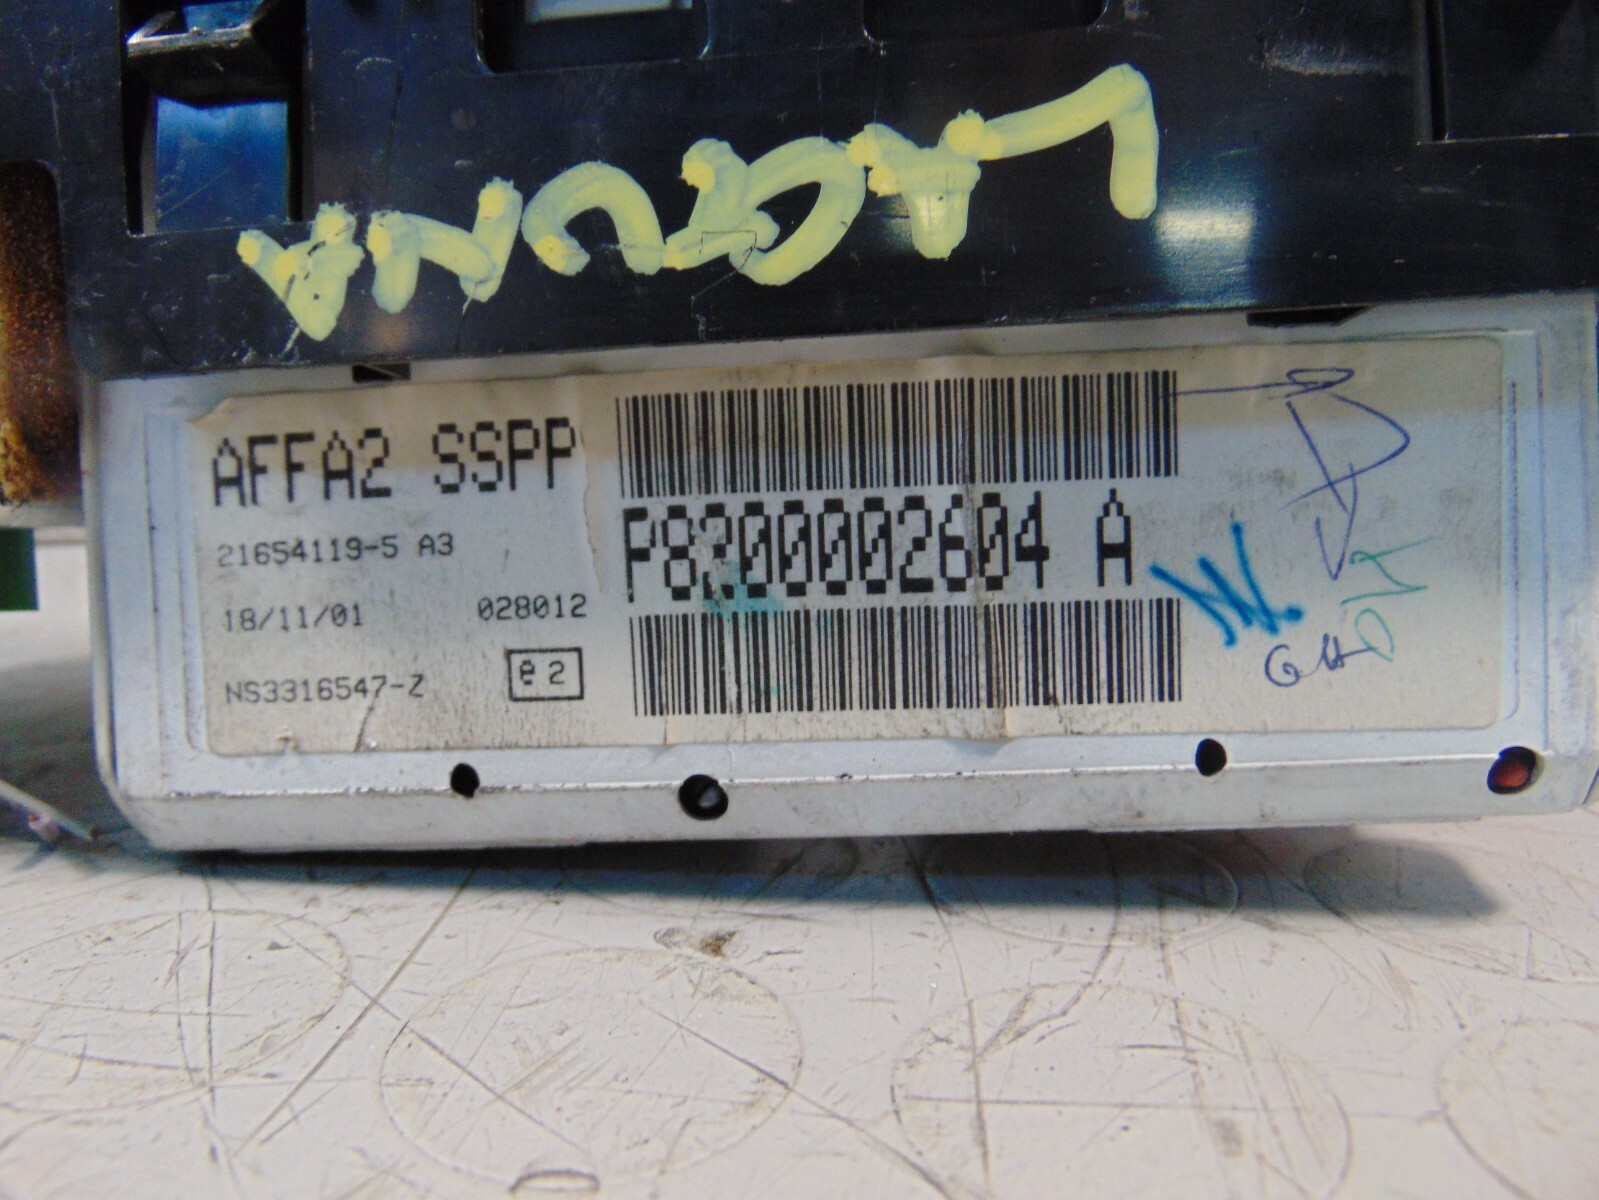 LAGUNA
AFFA2 SSPP
21654119-5 A3
18/11/01 028012
NS3316547-Z e2
P8200002604 A